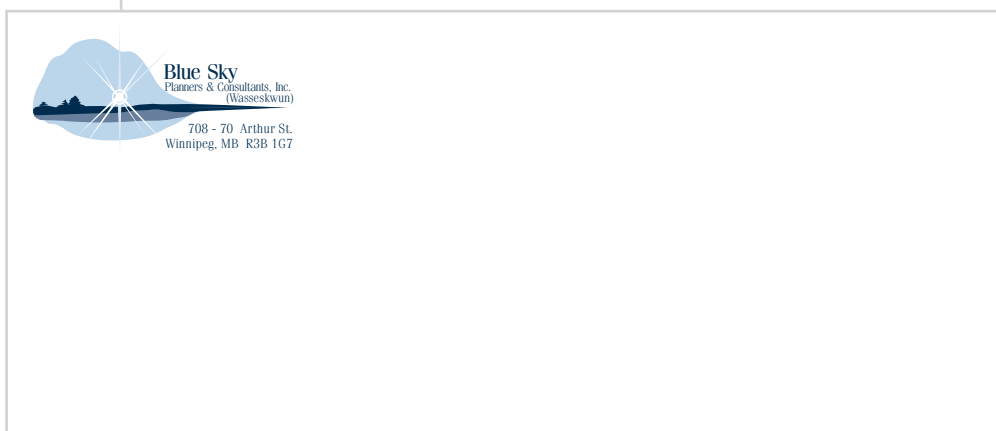 Blue Sky
Planners & Consultants, Inc.
(Wasseskwun)
708 - 70 Arthur St.
Winnipeg, MB R3B 1G7